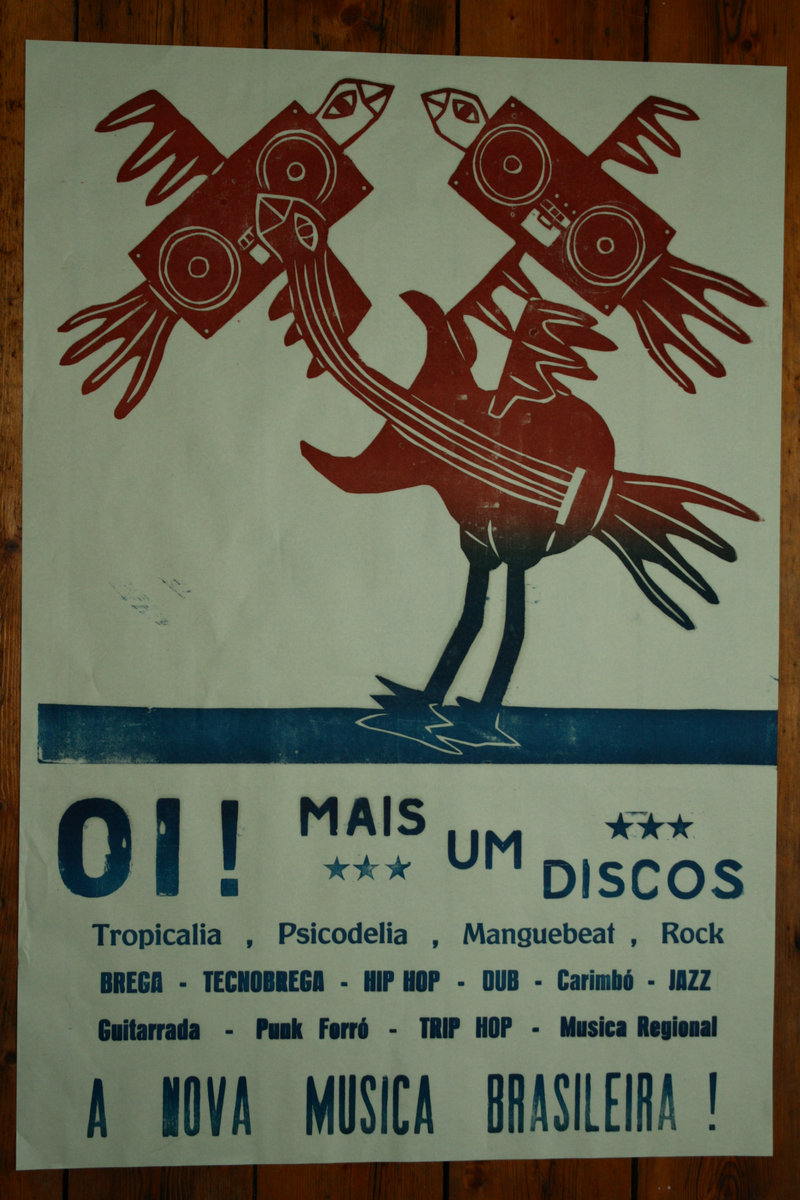 OI! MAIS UM DISCOS
Tropicalia , Psicodelia , Manguebeat , Rock
BREGA - TECNOBREGA - HIP HOP - DUB - Carimbó - JAZZ
Guitarrada - Punk Forró - TRIP HOP - Musica Regional
A NOVA MUSICA BRASILEIRA !